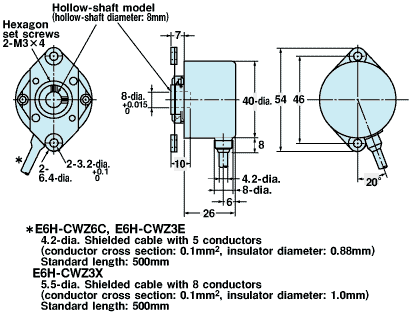 Hollow-shaft model
(hollow-shaft diameter: 8mm)
Hexagon
set screws
2-M3×4
7
8-dia.
+0.015
0
40-dia.
54
46
8
2-3.2-dia.
+0.1
0
2-
6.4-dia.
10
4.2-dia.
8-dia.
6
26
20°
*
*E6H-CWZ6C, E6H-CWZ3E
4.2-dia. Shielded cable with 5 conductors
(conductor cross section: 0.1mm², insulator diameter: 0.88mm)
Standard length: 500mm
E6H-CWZ3X
5.5-dia. Shielded cable with 8 conductors
(conductor cross section: 0.1mm², insulator diameter: 1.0mm)
Standard length: 500mm